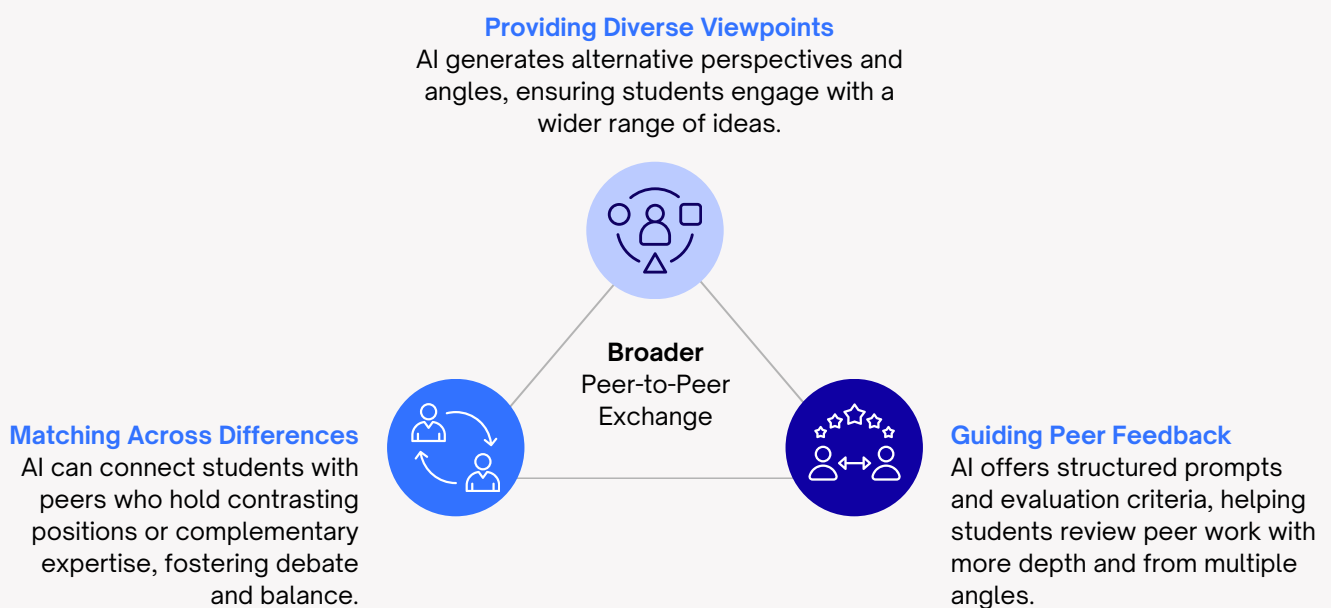 Providing Diverse Viewpoints
AI generates alternative perspectives and
angles, ensuring students engage with a
wider range of ideas.
Broader
Peer-to-Peer
Exchange
Matching Across Differences
AI can connect students with
peers who hold contrasting
positions or complementary
expertise, fostering debate
and balance.
Guiding Peer Feedback
AI offers structured prompts
and evaluation criteria, helping
students review peer work with
more depth and from multiple
angles.